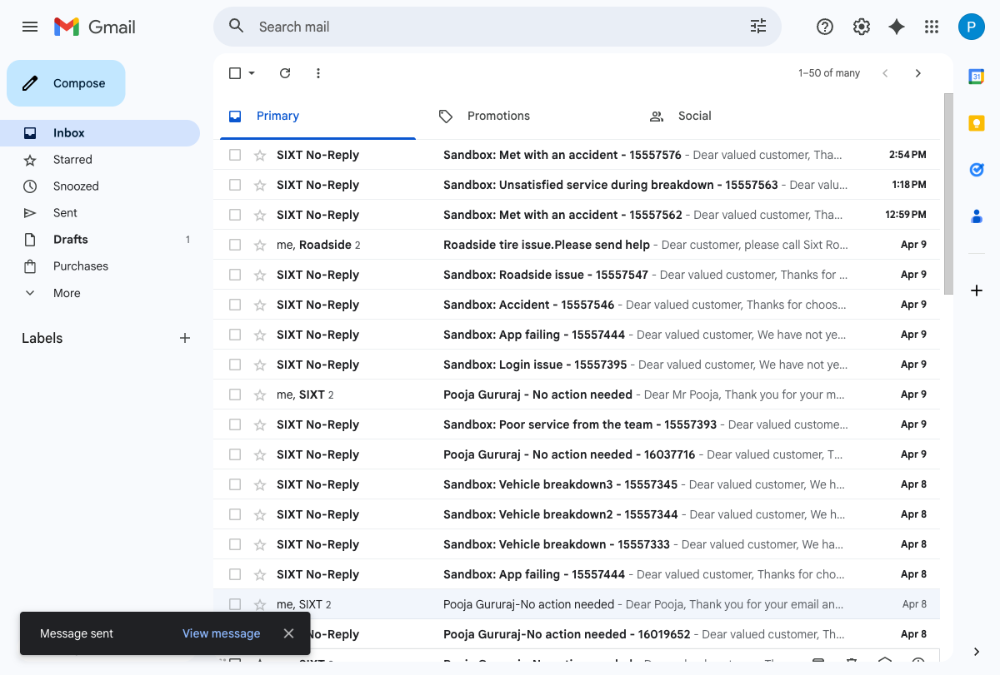 Gmail
Search mail
P
Compose
1–50 of many
31
Primary
Promotions
Social
Inbox
Starred
Snoozed
Sent
Drafts 1
Purchases
More
Labels
SIXT No-Reply Sandbox: Met with an accident - 15557576 - Dear valued customer, Tha… 2:54 PM
SIXT No-Reply Sandbox: Unsatisfied service during breakdown - 15557563 - Dear valu… 1:18 PM
SIXT No-Reply Sandbox: Met with an accident - 15557562 - Dear valued customer, Tha… 12:59 PM
me, Roadside 2 Roadside tire issue.Please send help - Dear customer, please call Sixt Ro… Apr 9
SIXT No-Reply Sandbox: Roadside issue - 15557547 - Dear valued customer, Thanks for … Apr 9
SIXT No-Reply Sandbox: Accident - 15557546 - Dear valued customer, Thanks for choos… Apr 9
SIXT No-Reply Sandbox: App failing - 15557444 - Dear valued customer, We have not ye… Apr 9
SIXT No-Reply Sandbox: Login issue - 15557395 - Dear valued customer, We have not ye… Apr 9
me, SIXT 2 Pooja Gururaj - No action needed - Dear Mr Pooja, Thank you for your m… Apr 9
SIXT No-Reply Sandbox: Poor service from the team - 15557393 - Dear valued custome… Apr 9
SIXT No-Reply Pooja Gururaj - No action needed - 16037716 - Dear valued customer, T… Apr 9
SIXT No-Reply Sandbox: Vehicle breakdown3 - 15557345 - Dear valued customer, We h… Apr 8
SIXT No-Reply Sandbox: Vehicle breakdown2 - 15557344 - Dear valued customer, We h… Apr 8
SIXT No-Reply Sandbox: Vehicle breakdown - 15557333 - Dear valued customer, We ha… Apr 8
SIXT No-Reply Sandbox: App failing - 15557444 - Dear valued customer, Thanks for cho… Apr 8
me, SIXT 2 Pooja Gururaj-No action needed - Dear Pooja, Thank you for your email an… Apr 8
No-Reply Pooja Gururaj-No action needed - 16019652 - Dear valued customer, Th… Apr 8
Message sent View message